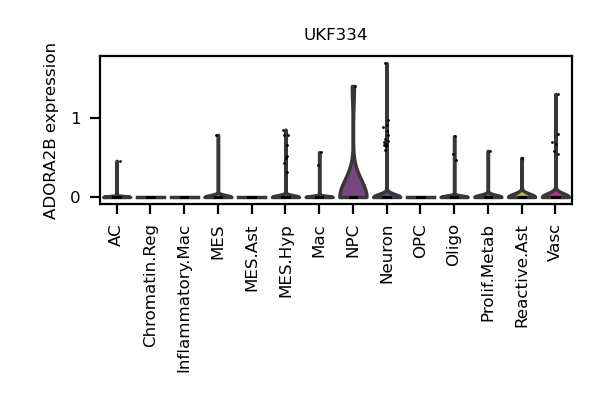 UKF334
ADORA2B expression
1
0
AC
Chromatin.Reg
Inflammatory.Mac
MES
MES.Ast
MES.Hyp
Mac
NPC
Neuron
OPC
Oligo
Prolif.Metab
Reactive.Ast
Vasc